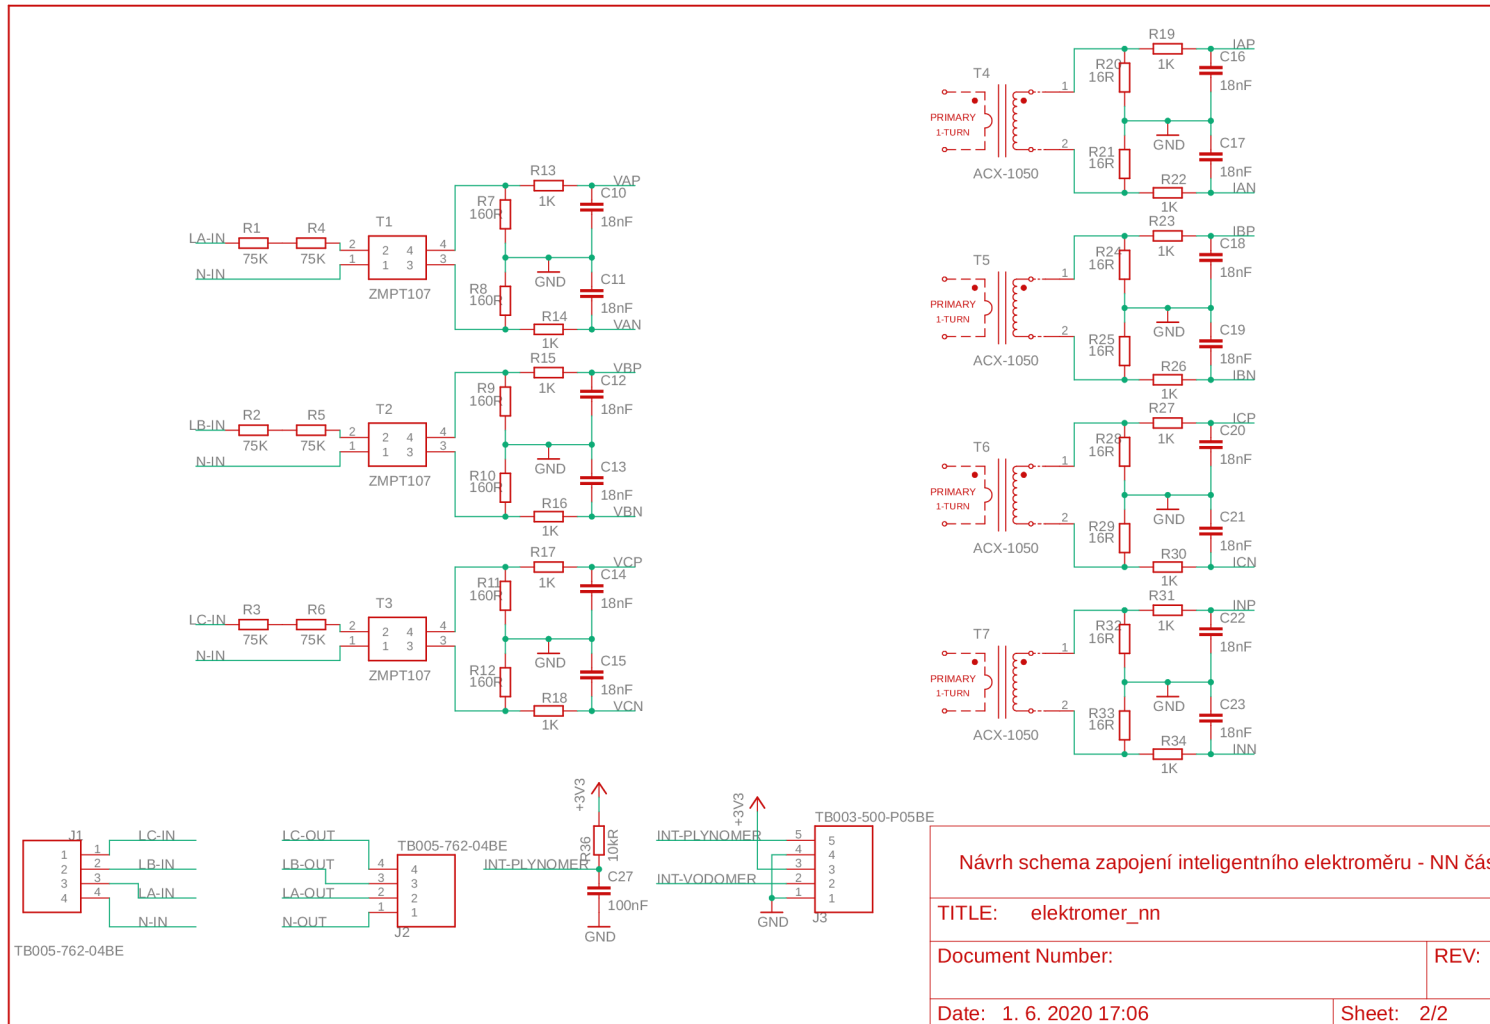 R13
VAP
R7
160R
1K
C10
18nF
LA-IN
R1
75K
R4
75K
T1
2
1
2 4
1 3
4
3
ZMPT107
N-IN
GND
R8
160R
C11
18nF
R14
1K
VAN
R15
VBP
R9
160R
1K
C12
18nF
LB-IN
R2
75K
R5
75K
T2
2
1
2 4
1 3
4
3
ZMPT107
N-IN
GND
R10
160R
C13
18nF
R16
1K
VBN
R17
VCP
R11
160R
1K
C14
18nF
LC-IN
R3
75K
R6
75K
T3
2
1
2 4
1 3
4
3
ZMPT107
N-IN
GND
R12
160R
C15
18nF
R18
1K
VCN
R19
IAP
T4
R20
16R
1K
C16
18nF
1
PRIMARY
1-TURN
2
GND
ACX-1050
R21
16R
C17
18nF
R22
1K
IAN
R23
IBP
T5
R24
16R
1K
C18
18nF
1
PRIMARY
1-TURN
2
GND
ACX-1050
R25
16R
C19
18nF
R26
1K
IBN
R27
ICP
T6
R28
16R
1K
C20
18nF
1
PRIMARY
1-TURN
2
GND
ACX-1050
R29
16R
C21
18nF
R30
1K
ICN
R31
INP
T7
R32
16R
1K
C22
18nF
1
PRIMARY
1-TURN
2
GND
ACX-1050
R33
16R
C23
18nF
R34
1K
INN
J1
1 1
2 2
3 3
4 4
LC-IN
LB-IN
LA-IN
N-IN
TB005-762-04BE
LC-OUT
LB-OUT
LA-OUT
N-OUT
TB005-762-04BE
4 4
3 3
2 2
1 1
J2
+3V3
R36
10kR
INT-PLYNOMER
C27
100nF
GND
+3V3
TB003-500-P05BE
INT-PLYNOMER
INT-VODOMER
5 5
4 4
3 3
2 2
1 1
GND
J3
Návrh schema zapojení inteligentního elektroměru - NN čás
TITLE: elektromer_nn
Document Number:
REV:
Date: 1. 6. 2020 17:06
Sheet: 2/2